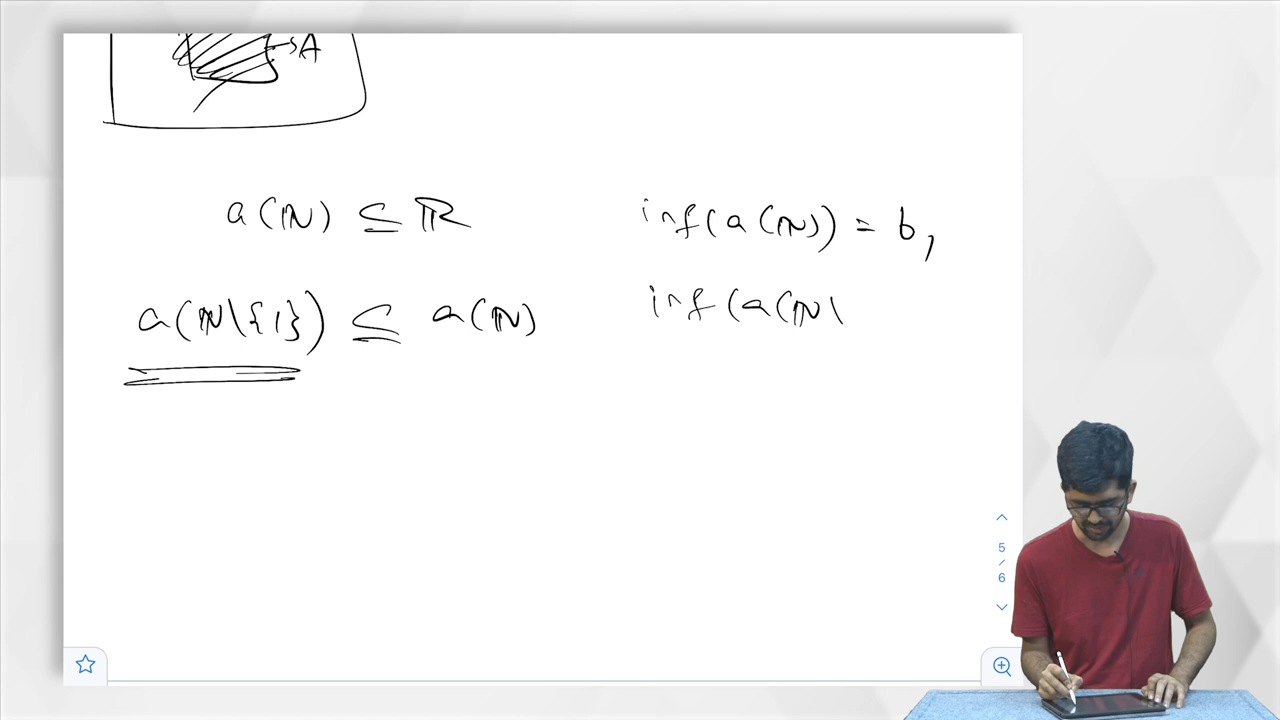 A
a(ℕ) ⊆ ℝ
inf(a(ℕ)) = b,
a(ℕ\{1}) ⊆ a(ℕ)
inf(a(ℕ\
5
/
6